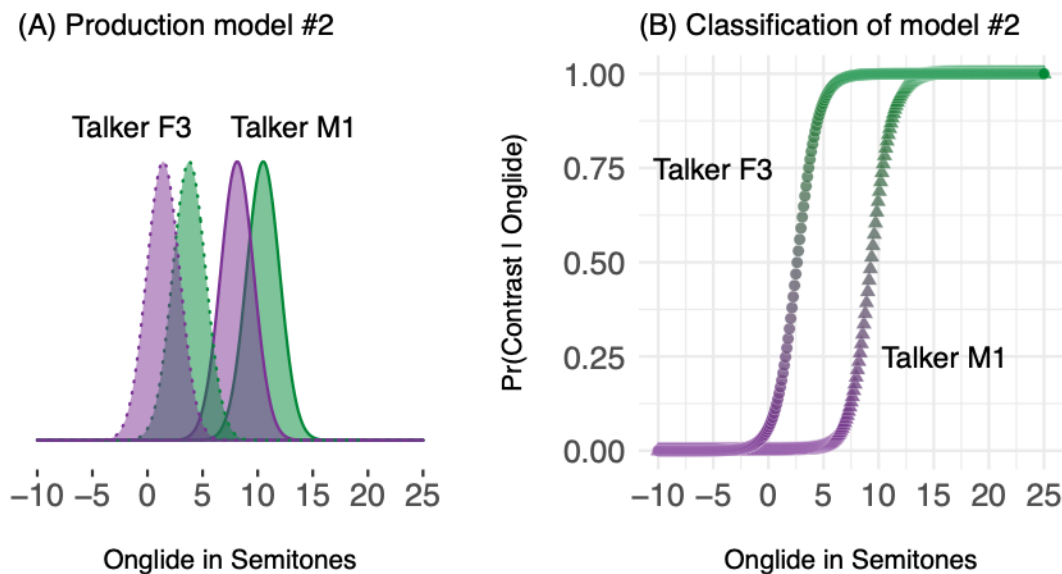 (A) Production model #2
Talker F3
Talker M1
−10 −5 0 5 10 15 20 25
Onglide in Semitones
(B) Classification of model #2
Pr(Contrast I Onglide)
1.00
0.75
0.50
0.25
0.00
Talker F3
Talker M1
−10 −5 0 5 10 15 20 25
Onglide in Semitones